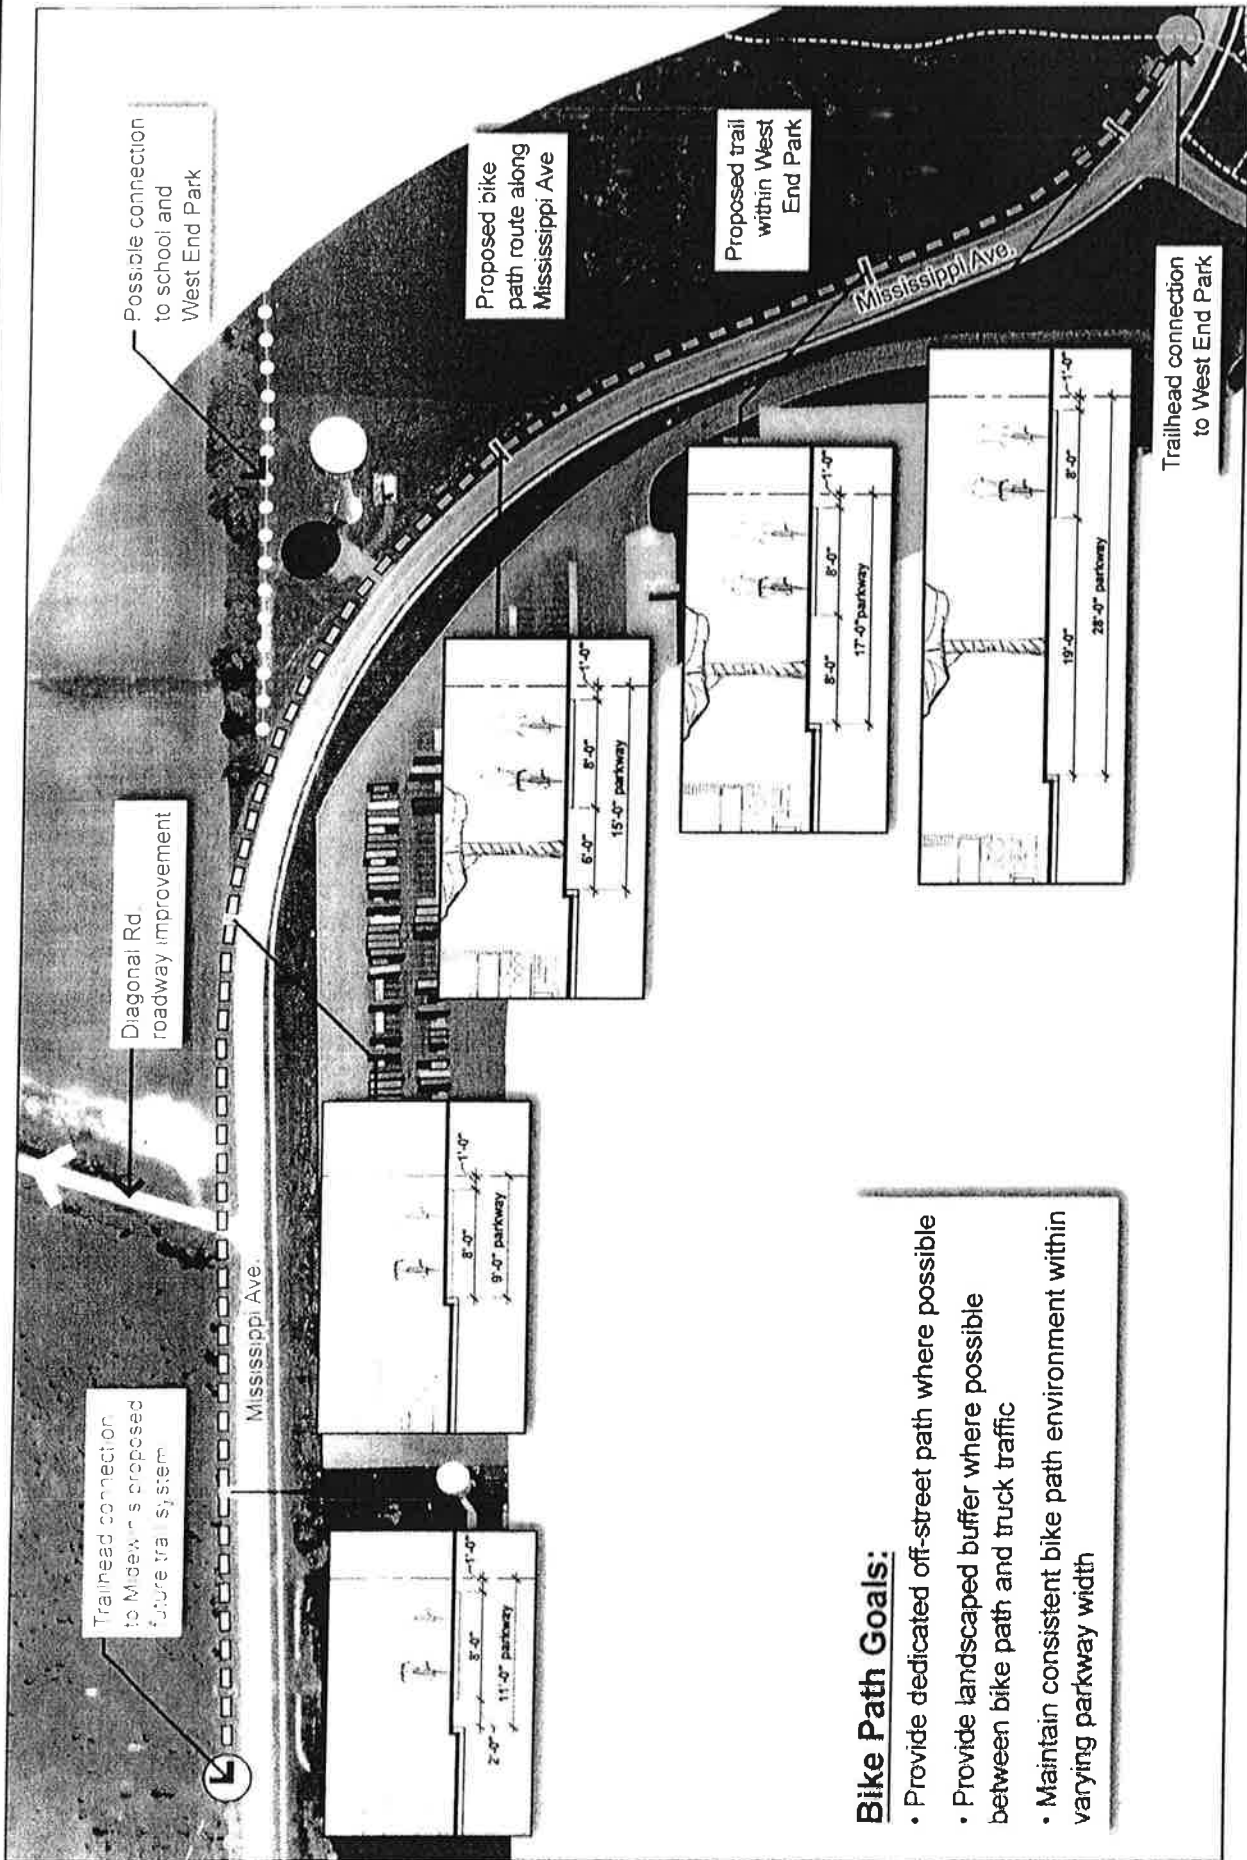 Trailhead connection
to Midewin's proposed
future trail system
Diagonal Rd.
roadway improvement
Possible connection
to school and
West End Park
Mississippi Ave.
Proposed bike
path route along
Mississippi Ave
Proposed trail
within West
End Park
Mississippi Ave.
Trailhead connection
to West End Park
2'-0"
8'-0"
1'-0"
11'-0" parkway
8'-0"
1'-0"
9'-0" parkway
6'-0"
8'-0"
1'-0"
15'-0" parkway
8'-0"
8'-0"
1'-0"
17'-0" parkway
19'-0"
8'-0"
1'-0"
28'-0" parkway
Bike Path Goals:
• Provide dedicated off-street path where possible
• Provide landscaped buffer where possible
between bike path and truck traffic
• Maintain consistent bike path environment within
varying parkway width